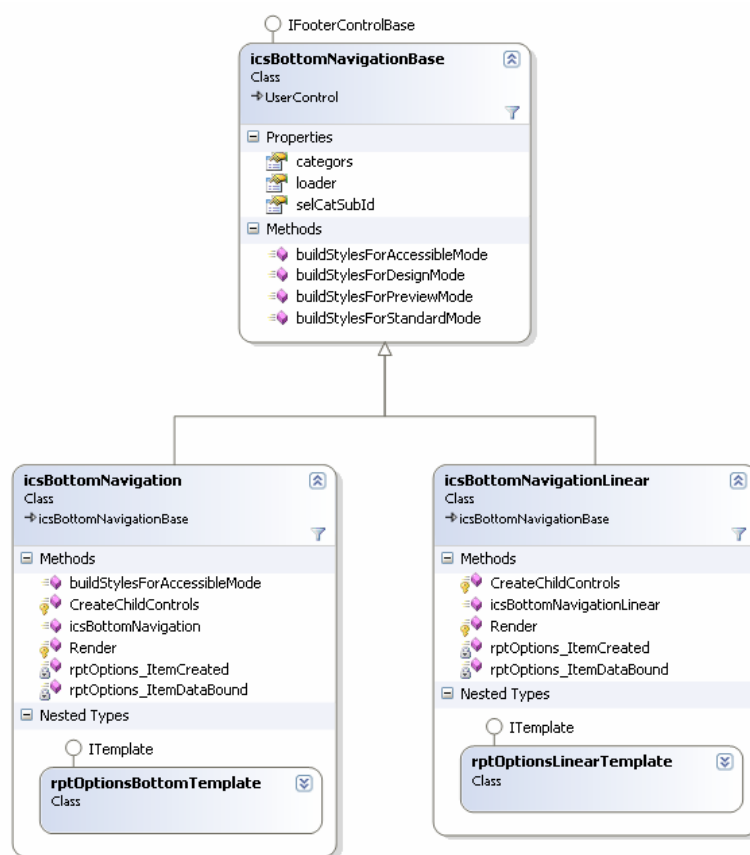 IFooterControlBase
icsBottomNavigationBase
Class
UserControl
Properties
categors
loader
selCatSubId
Methods
buildStylesForAccessibleMode
buildStylesForDesignMode
buildStylesForPreviewMode
buildStylesForStandardMode
icsBottomNavigation
Class
icsBottomNavigationBase
Methods
buildStylesForAccessibleMode
CreateChildControls
icsBottomNavigation
Render
rptOptions_ItemCreated
rptOptions_ItemDataBound
Nested Types
ITemplate
rptOptionsBottomTemplate
Class
icsBottomNavigationLinear
Class
icsBottomNavigationBase
Methods
CreateChildControls
icsBottomNavigationLinear
Render
rptOptions_ItemCreated
rptOptions_ItemDataBound
Nested Types
ITemplate
rptOptionsLinearTemplate
Class